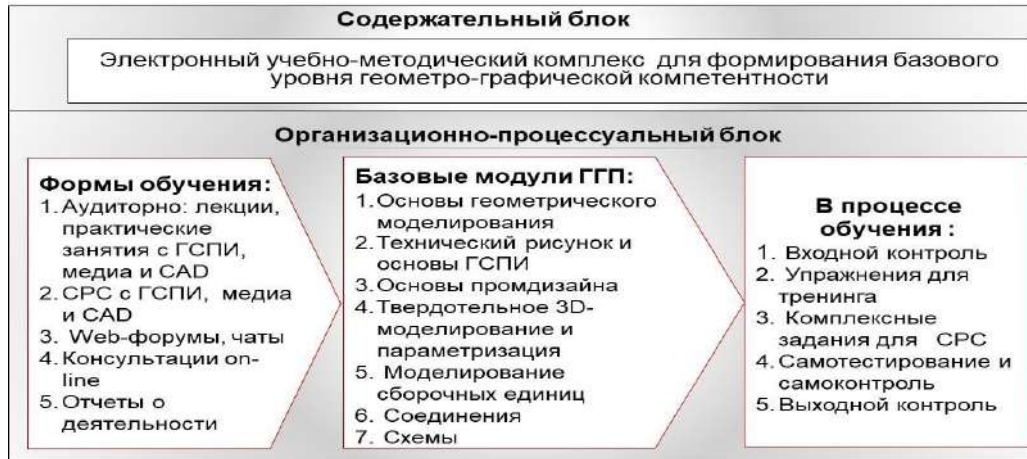 Содержательный блок
Электронный учебно-методический комплекс для формирования базового
уровня геометро-графической компетентности
Организационно-процессуальный блок
Формы обучения:
1. Аудиторно: лекции,
практические
занятия с ГСПИ,
медиа и CAD
2. СРС с ГСПИ, медиа
и CAD
3. Web-форумы, чаты
4. Консультации on-
line
5. Отчеты о
деятельности
Базовые модули ГГП:
1. Основы геометрического
моделирования
2. Технический рисунок и
основы ГСПИ
3. Основы промдизайна
4. Твердотельное 3D-
моделирование и
параметризация
5. Моделирование
сборочных единиц
6. Соединения
7. Схемы
В процессе
обучения :
1. Входной контроль
2. Упражнения для
тренинга
3. Комплексные
задания для СРС
4. Самотестирование и
самоконтроль
5. Выходной контроль